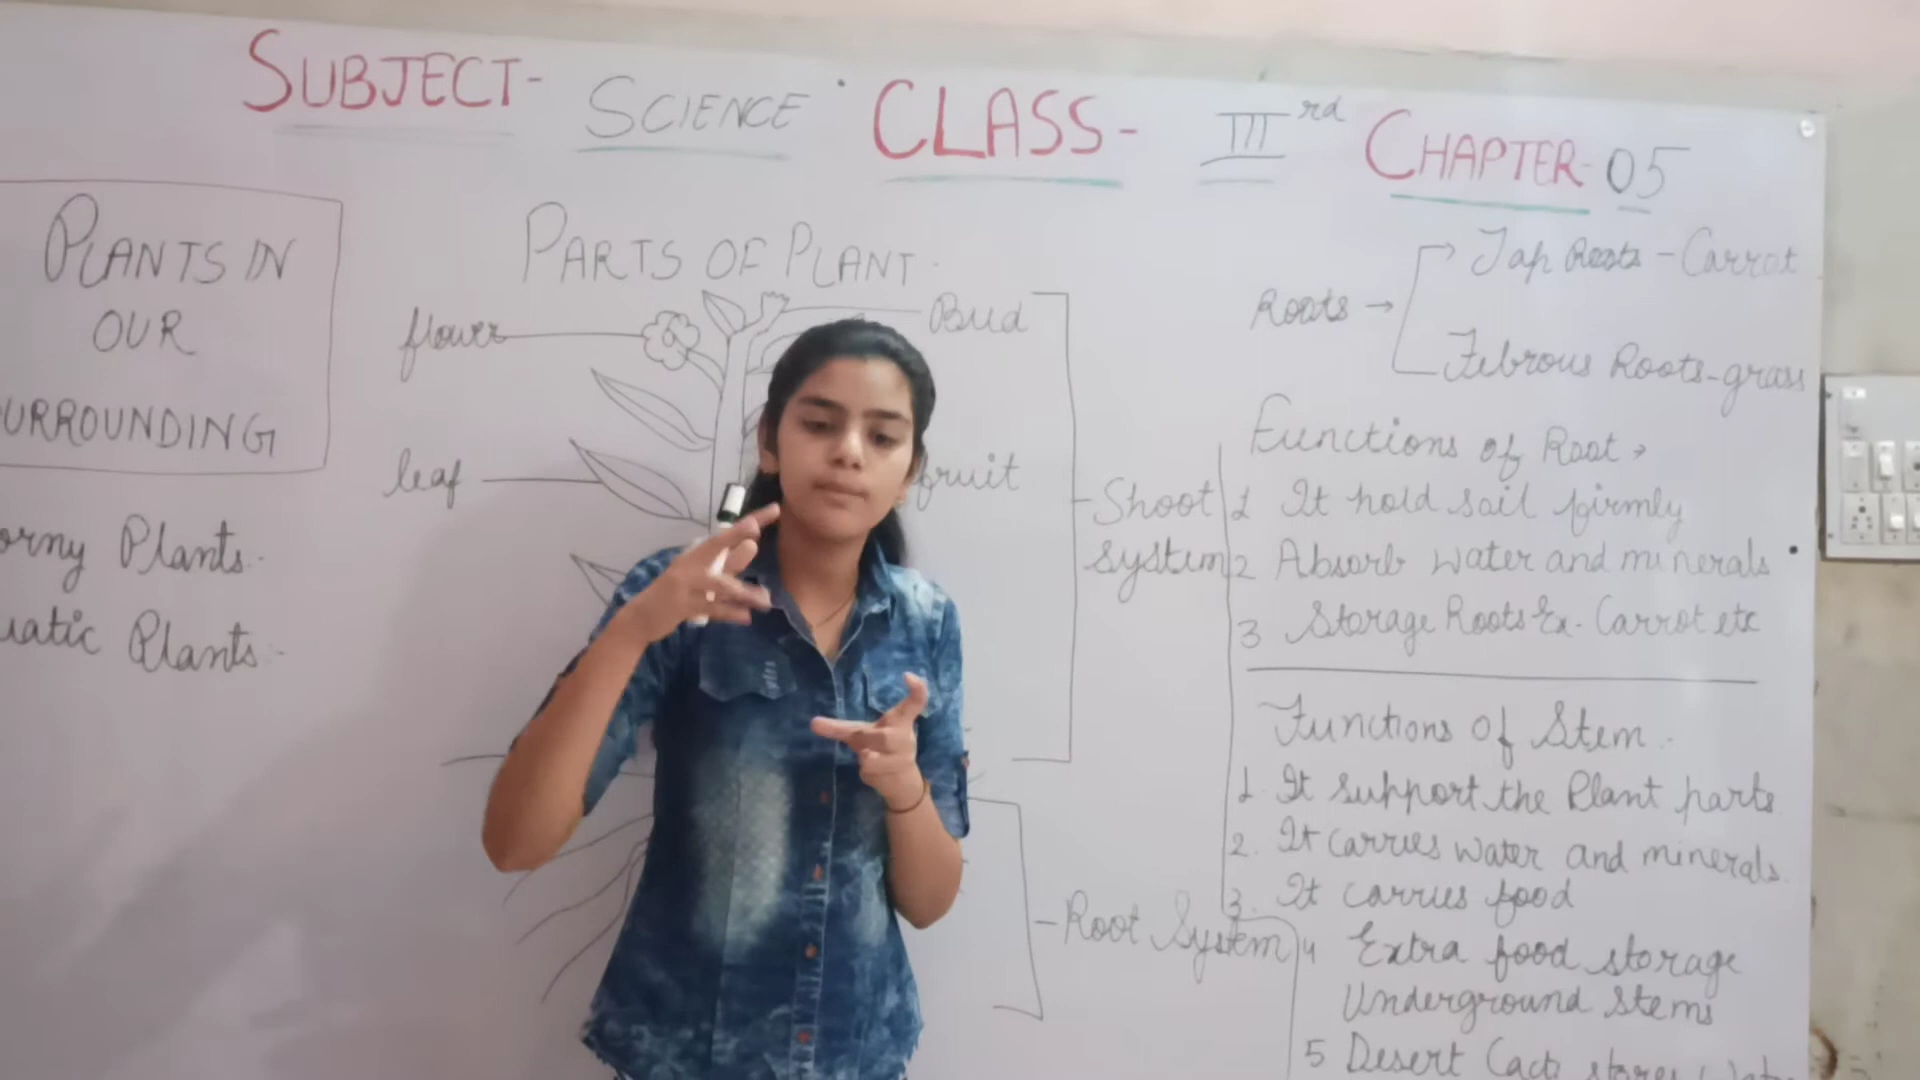 SUBJECT- SCIENCE CLASS- IIIrd CHAPTER- 05
PLANTS IN
OUR
URROUNDING
orny Plants.
uatic Plants-
PARTS OF PLANT.
flower
Bud
leaf
fruit
Shoot
system
Root System
Roots → Tap Roots - Carrot
Febrous Roots-grass
Functions of Root >
1 It hold soil firmly
2 Absorb water and minerals
3 Storage Roots Ex- Carrot etc
Functions of Stem.
1. It support the Plant parts
2. It carries water and minerals.
3. It carries food
4 Extra food storage
Underground Stems
5 Desert Cacti stores Wate